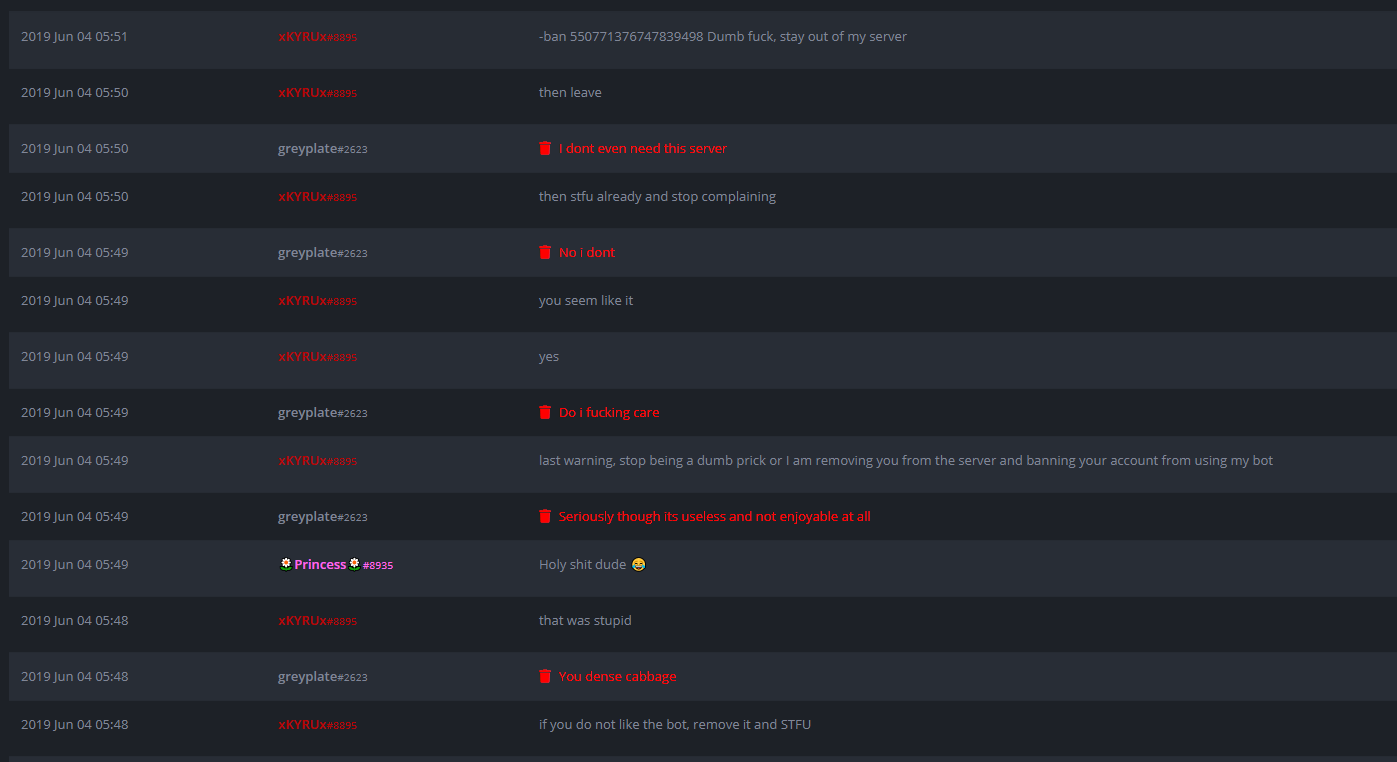 2019 Jun 04 05:51 xKYRUx#8895 -ban 550771376747839498 Dumb fuck, stay out of my server
2019 Jun 04 05:50 xKYRUx#8895 then leave
2019 Jun 04 05:50 greyplate#2623 I dont even need this server
2019 Jun 04 05:50 xKYRUx#8895 then stfu already and stop complaining
2019 Jun 04 05:49 greyplate#2623 No i dont
2019 Jun 04 05:49 xKYRUx#8895 you seem like it
2019 Jun 04 05:49 xKYRUx#8895 yes
2019 Jun 04 05:49 greyplate#2623 Do i fucking care
2019 Jun 04 05:49 xKYRUx#8895 last warning, stop being a dumb prick or I am removing you from the server and banning your account from using my bot
2019 Jun 04 05:49 greyplate#2623 Seriously though its useless and not enjoyable at all
2019 Jun 04 05:49 🌼Princess🌼#8935 Holy shit dude 😂
2019 Jun 04 05:48 xKYRUx#8895 that was stupid
2019 Jun 04 05:48 greyplate#2623 You dense cabbage
2019 Jun 04 05:48 xKYRUx#8895 if you do not like the bot, remove it and STFU